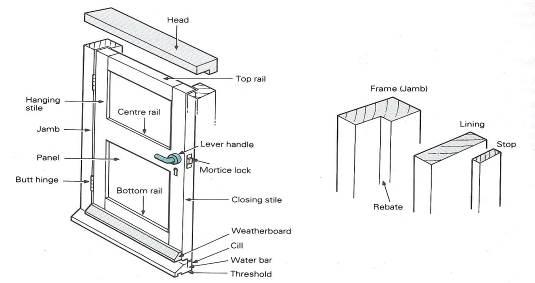 Head
Top rail
Hanging
stile
Centre rail
Jamb
Lever handle
Panel
Mortice lock
Butt hinge
Bottom rail
Closing stile
Weatherboard
Cill
Water bar
Threshold
Frame (Jamb)
Lining
Stop
Rebate